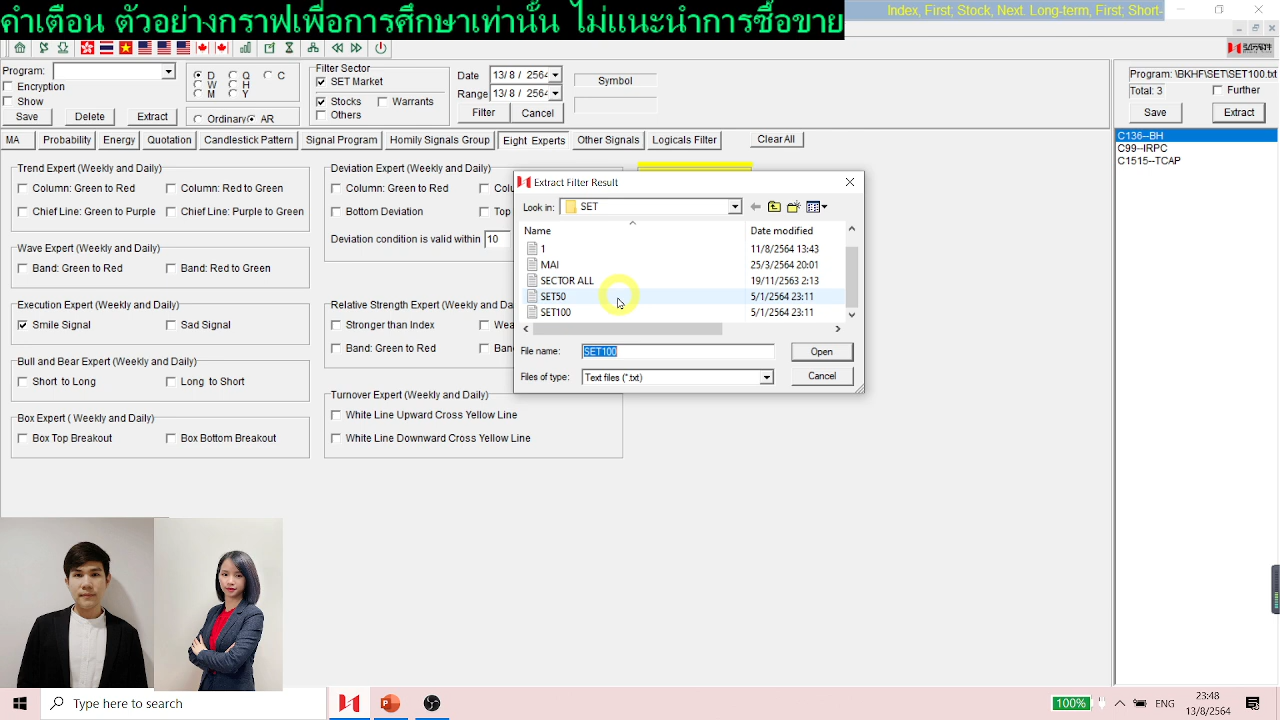 คำเตือน ตัวอย่างกราฟเพื่อการศึกษาเท่านั้น ไม่แนะนำการซื้อขาย
Index, First; Stock, Next. Long-term, First; Short-
Program:
Encryption
Show
Save Delete Extract
D Q C
W H
M Y
Ordinary AR
Filter Sector
SET Market
Stocks Warrants
Others
Date 13/ 8 / 2564
Range 13/ 8 / 2564
Filter Cancel
Symbol
Program: \BKHF\SET\SET100.txt
Total: 3 Further
Save Extract
MA Probability Energy Quotation Candlestick Pattern Signal Program Homily Signals Group Eight Experts Other Signals Logicals Filter Clear All
C136--BH
C99--IRPC
C1515--TCAP
Trend Expert (Weekly and Daily)
Column: Green to Red Column: Red to Green
Chief Line: Green to Purple Chief Line: Purple to Green
Wave Expert (Weekly and Daily)
Band: Green to Red Band: Red to Green
Execution Expert (Weekly and Daily)
Smile Signal Sad Signal
Bull and Bear Expert (Weekly and Daily)
Short to Long Long to Short
Box Expert ( Weekly and Daily)
Box Top Breakout Box Bottom Breakout
Deviation Expert (Weekly and Daily)
Column: Green to Red
Bottom Deviation Top
Deviation condition is valid within 10
Relative Strength Expert (Weekly and Da
Stronger than Index
Band: Green to Red
Turnover Expert (Weekly and Daily)
White Line Upward Cross Yellow Line
White Line Downward Cross Yellow Line
Extract Filter Result
Look in: SET
Name Date modified
1 11/8/2564 13:43
MAI 25/3/2564 20:01
SECTOR ALL 19/11/2563 2:13
SET50 5/1/2564 23:11
SET100 5/1/2564 23:11
File name: SET100 Open
Files of type: Text files (*.txt) Cancel
Type here to search
100%
ENG
23:48
13/8/2564